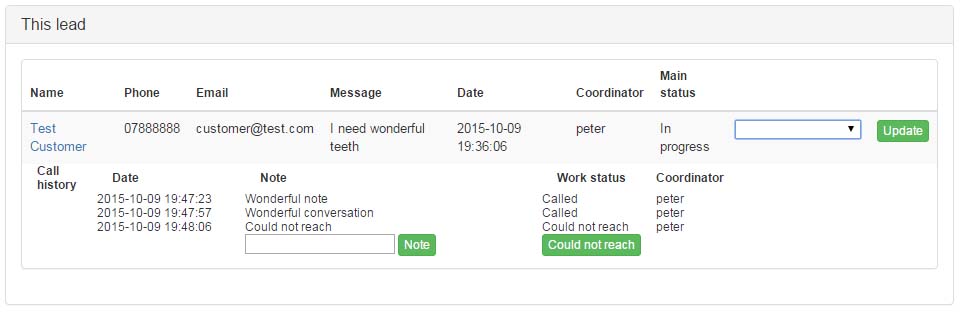 This lead
Name Phone Email Message Date Coordinator Main status
Test Customer 07888888 customer@test.com I need wonderful teeth 2015-10-09 19:36:06 peter In progress Update
Call history Date Note Work status Coordinator
2015-10-09 19:47:23 Wonderful note Called peter
2015-10-09 19:47:57 Wonderful conversation Called peter
2015-10-09 19:48:06 Could not reach Could not reach peter
Note Could not reach